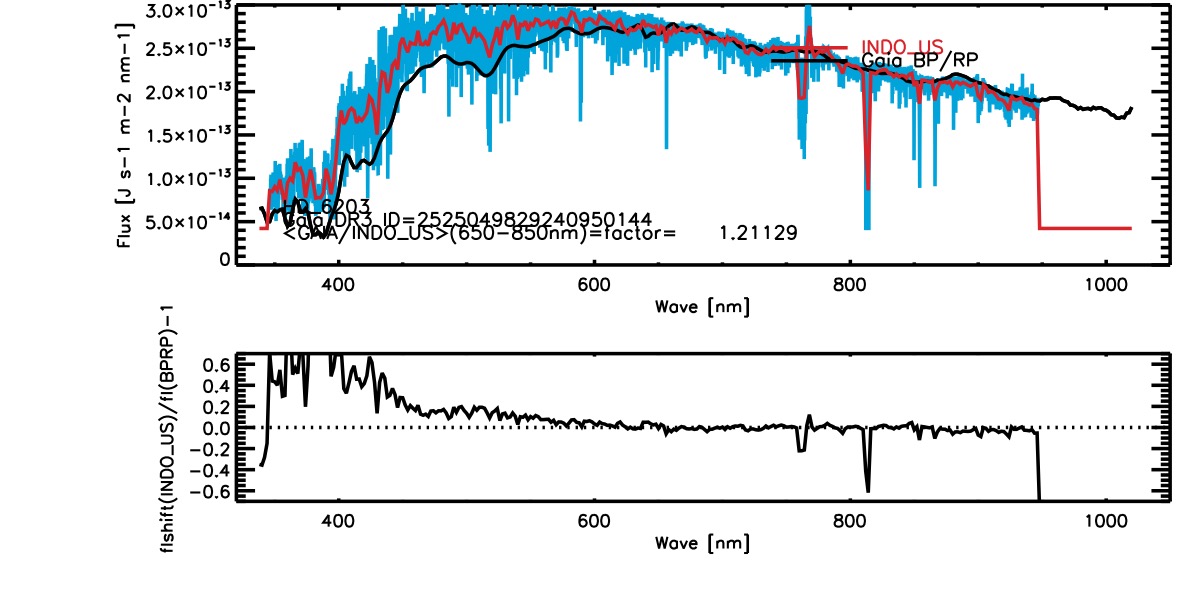 3.0×10⁻¹³
2.5×10⁻¹³
2.0×10⁻¹³
1.5×10⁻¹³
1.0×10⁻¹³
5.0×10⁻¹⁴
0
Flux [J s−1 m−2 nm−1]
INDO_US
Gaia BP/RP
HD_6203
Gaia DR3 ID=2525049829240950144
<GAIA/INDO_US>(650−850nm)=factor= 1.21129
400 600 800 1000
Wave [nm]
flshift(INDO_US)/fl(BPRP)−1
0.6
0.4
0.2
0.0
−0.2
−0.4
−0.6
400 600 800 1000
Wave [nm]